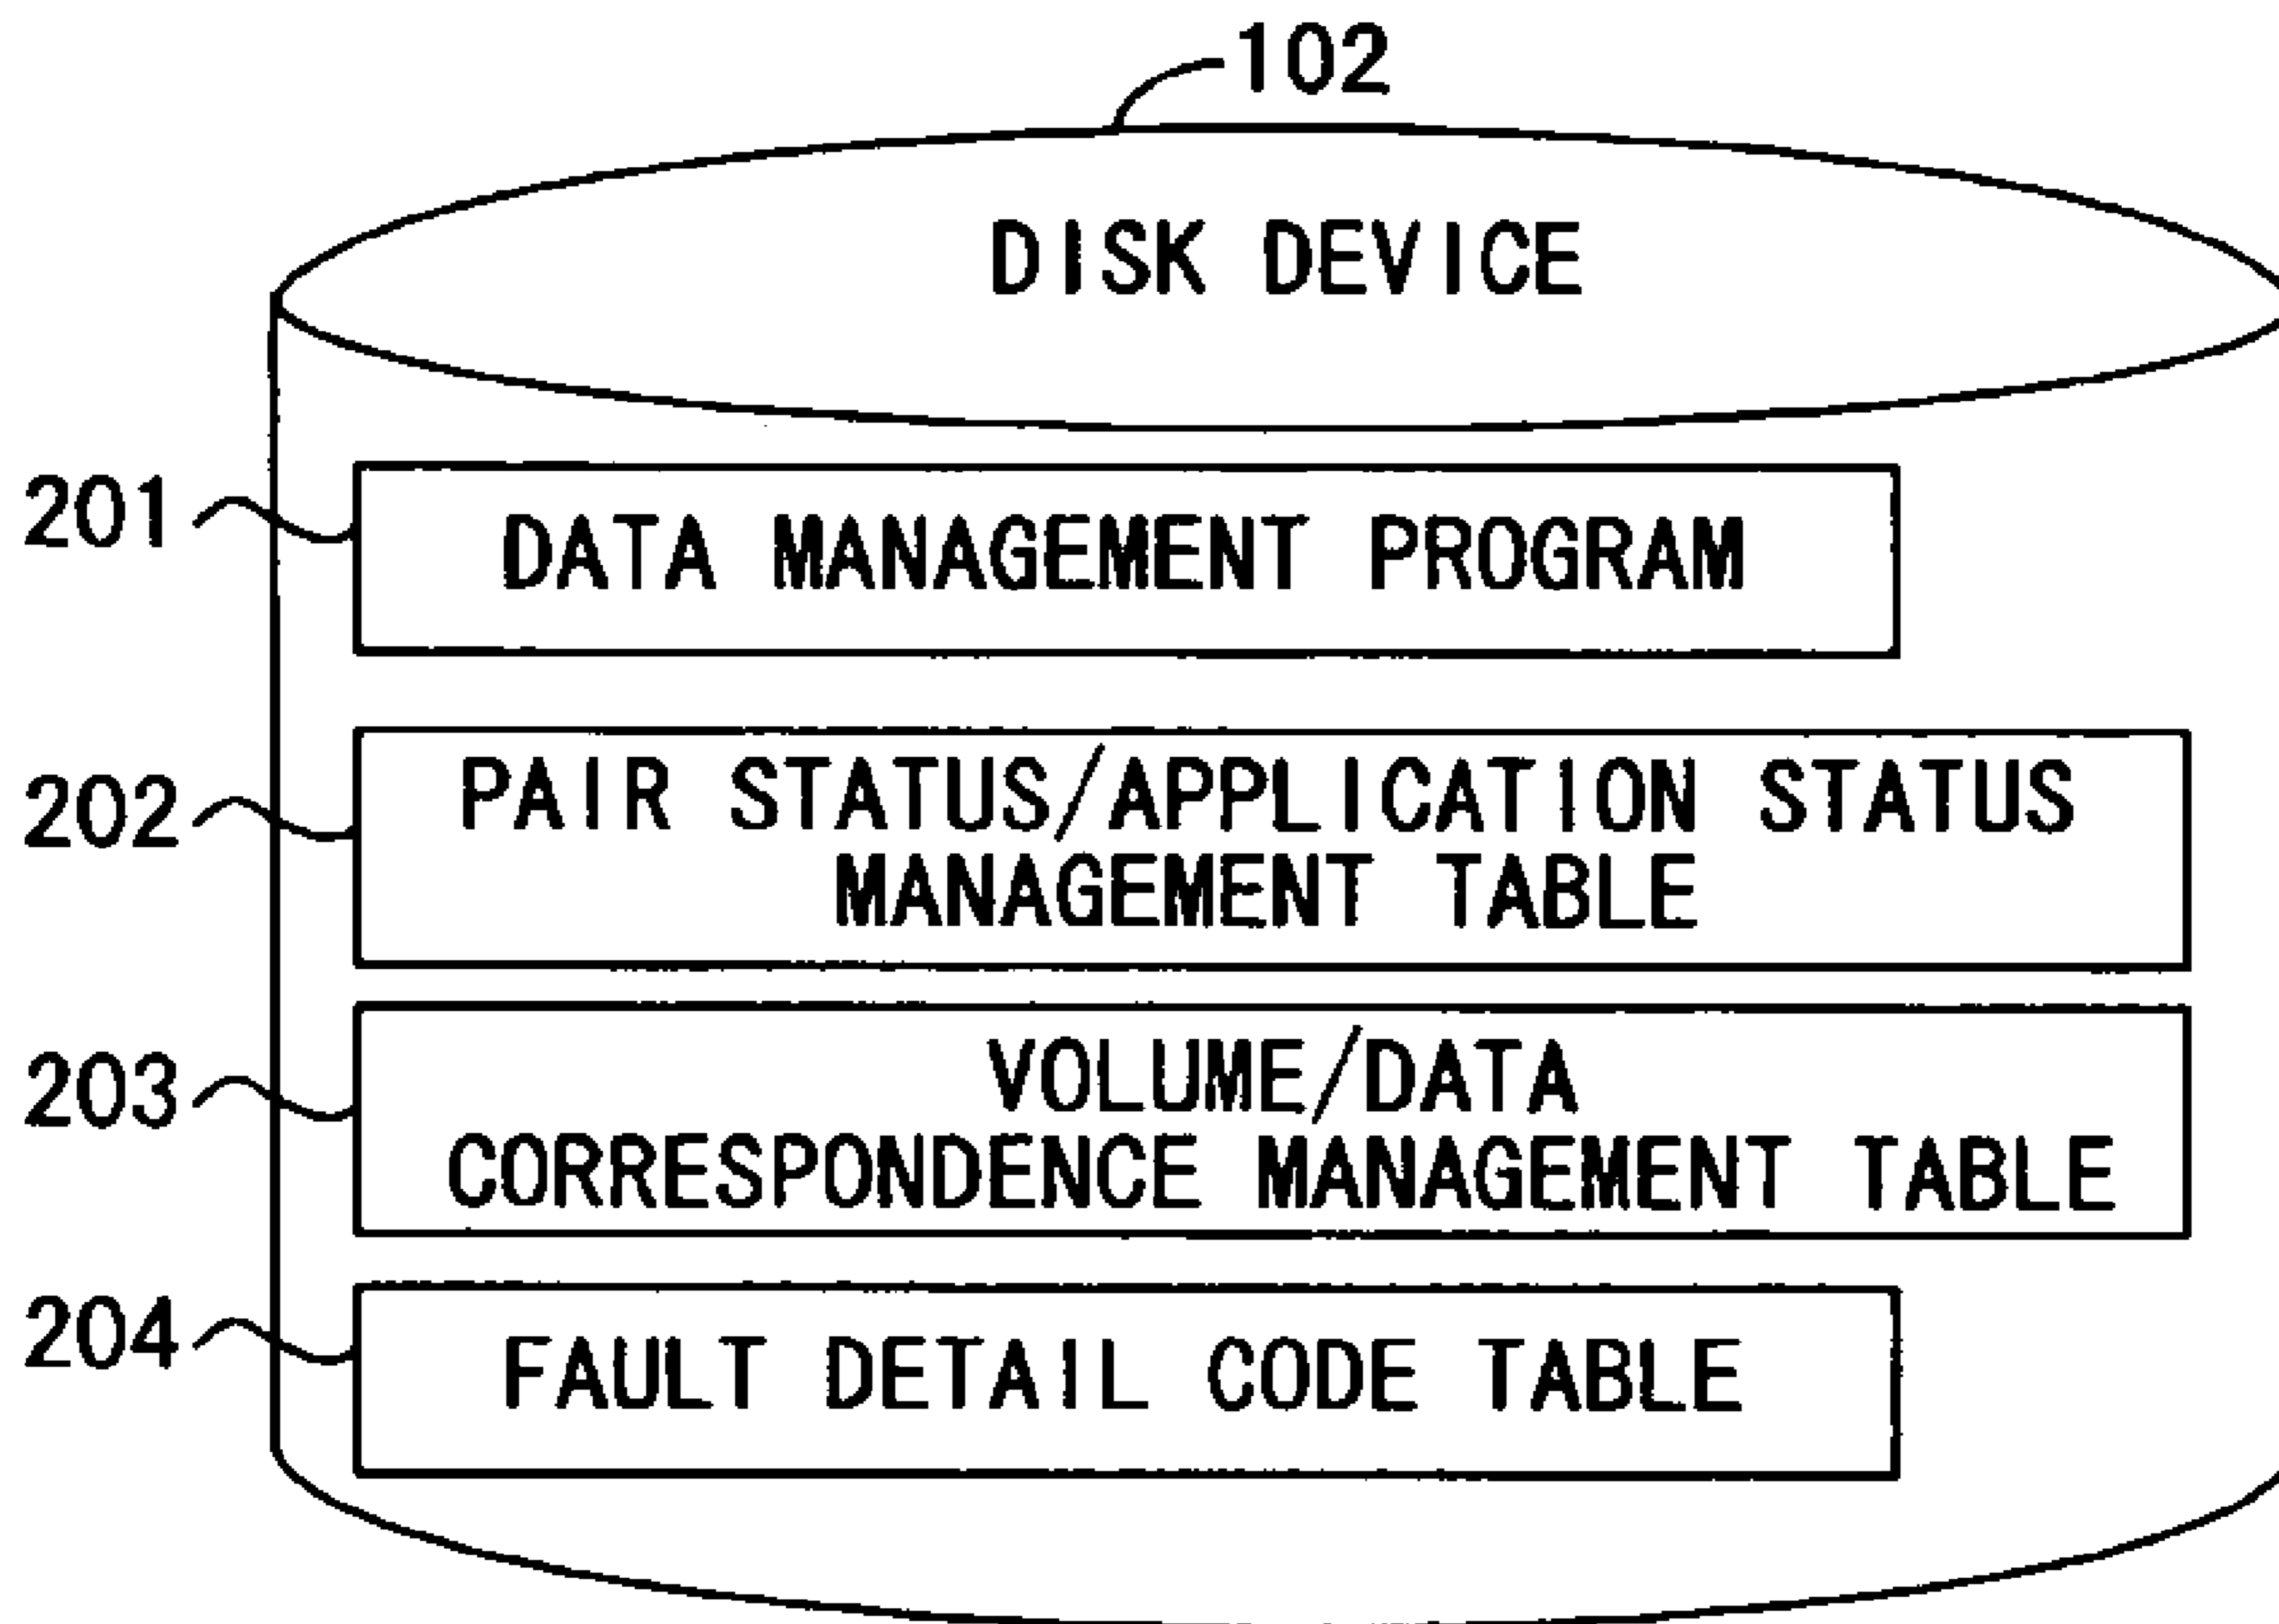 102
DISK DEVICE
201
DATA MANAGEMENT PROGRAM
202
PAIR STATUS/APPLICATION STATUS
MANAGEMENT TABLE
203
VOLUME/DATA
CORRESPONDENCE MANAGEMENT TABLE
204
FAULT DETAIL CODE TABLE